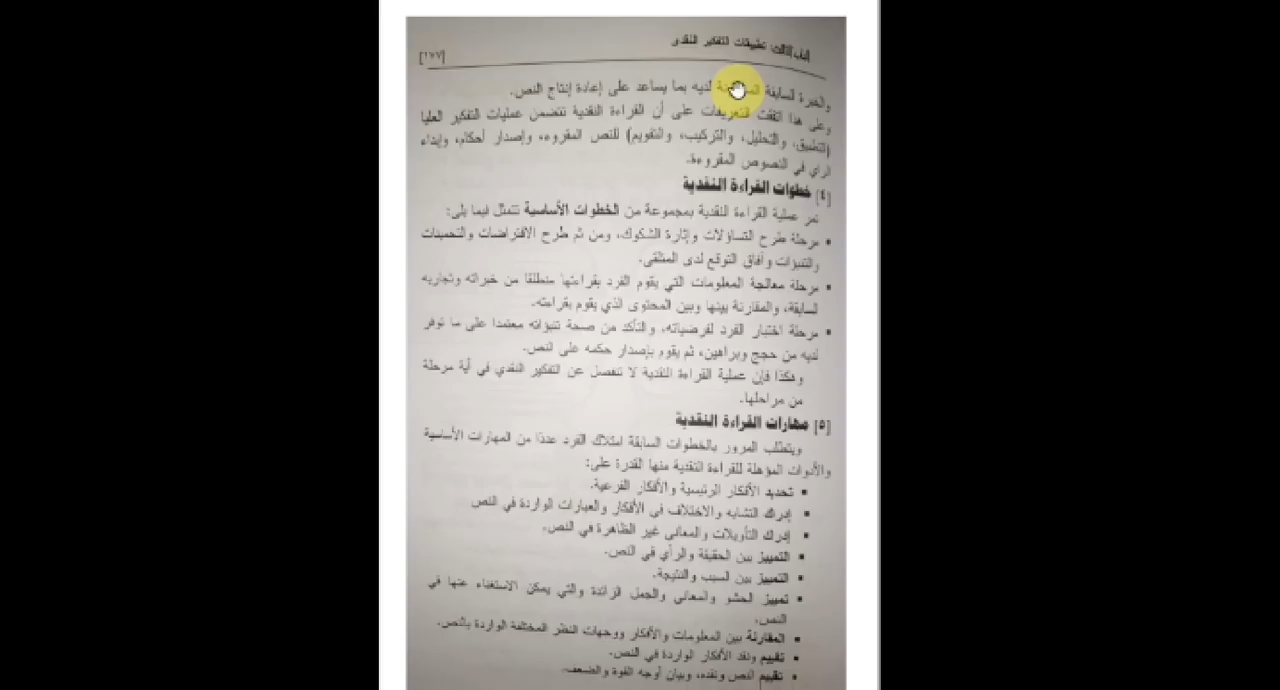 الباب الثالث: تطبيقات التفكير النقدى
[١٧٧]
والخبرة السابقة لديه بما يساعد على إعادة إنتاج النص.
وعلى هذا اتفقت التعريفات على أن القراءة النقدية تتضمن عمليات التفكير العليا
(التطبيق، والتحليل، والتركيب، والتقويم) للنص المقروء، وإصدار أحكام، وإبداء
الراي في النصوص المقروءة.
[٤] خطوات القراءة النقدية
تمر عملية القراءة النقدية بمجموعة من الخطوات الأساسية تتمثل فيما يلى:
▪ مرحلة طرح التساؤلات وإثارة الشكوك، ومن ثم طرح الافتراضات والتخمينات
والتنبؤات وأفاق التوقع لدى المتلقى.
▪ مرحلة معالجة المعلومات التي يقوم الفرد بقراءتها منطلقا من خبراته وتجاربه
السابقة، والمقارنة بينها وبين المحتوى الذي يقوم بقراءته.
▪ مرحلة اختبار الفرد لفرضياته، والتأكد من صحة تنبؤاته معتمدا على ما توفر
لديه من حجج وبراهين، ثم يقوم بإصدار حكمه على النص.
وهكذا فإن عملية القراءة النقدية لا تنفصل عن التفكير النقدي في أية مرحلة
من مراحلها.
[٥] مهارات القراءة النقدية
ويتطلب المرور بالخطوات السابقة امتلاك الفرد عددا من المهارات الأساسية
والأدوات المؤهلة للقراءة النقدية منها القدرة على:
▪ تحديد الأفكار الرئيسية والأفكار الفرعية.
▪ إدراك التشابه والاختلاف في الأفكار والعبارات الواردة في النص
▪ إدراك التأويلات والمعاني غير الظاهرة في النص.
▪ التمييز بين الحقيقة والرأي في النص.
▪ التمييز بين السبب والنتيجة.
▪ تمييز الحشو والمعاني والجمل الزائدة والتي يمكن الاستغناء عنها في
النص.
▪ المقارنة بين المعلومات والأفكار ووجهات النظر المختلفة الواردة بالنص.
▪ تقييم ونقد الأفكار الواردة في النص.
▪ تقييم النص ونقده، وبيان أوجه القوة والضعف.